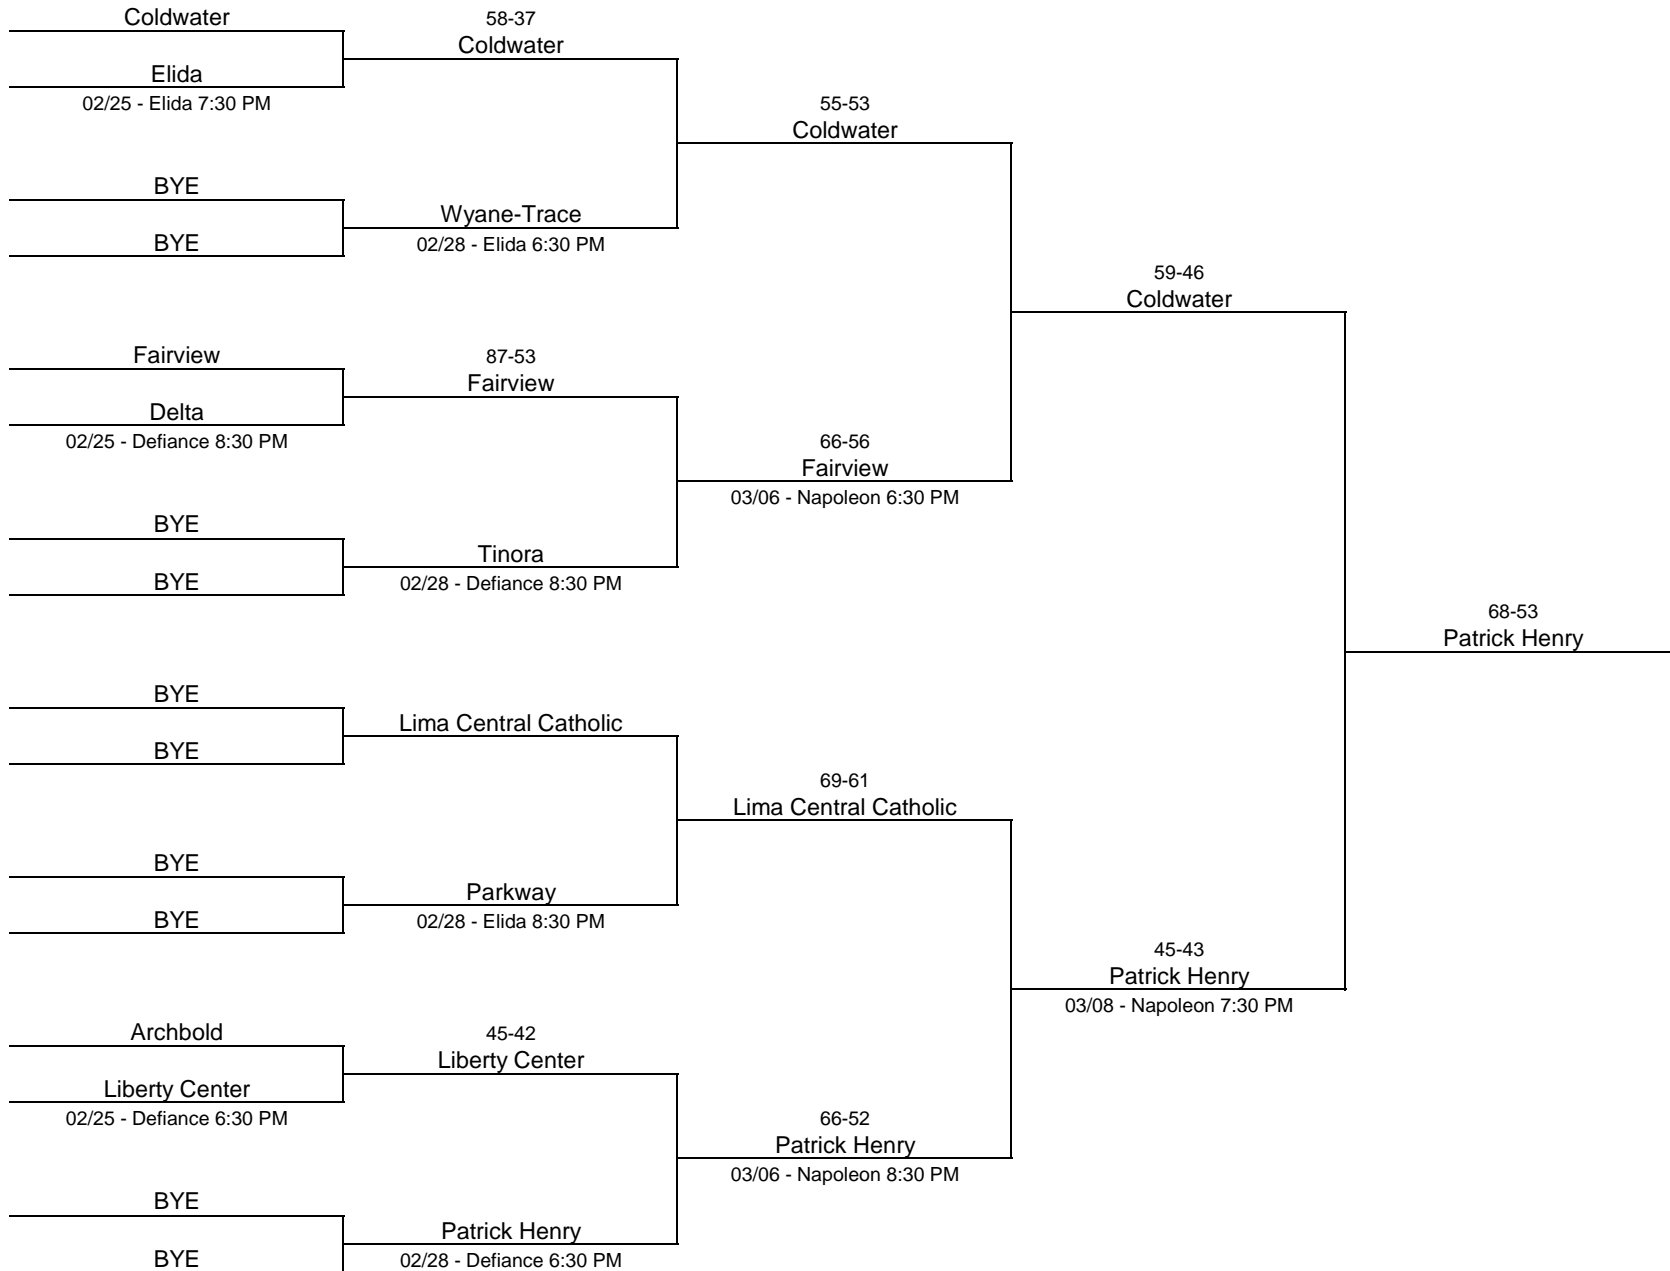 Coldwater
58-37
Coldwater
Elida
02/25 - Elida 7:30 PM
55-53
Coldwater
BYE
Wyane-Trace
BYE
02/28 - Elida 6:30 PM
59-46
Coldwater
Fairview
87-53
Fairview
Delta
02/25 - Defiance 8:30 PM
66-56
Fairview
03/06 - Napoleon 6:30 PM
BYE
Tinora
BYE
02/28 - Defiance 8:30 PM
68-53
Patrick Henry
BYE
Lima Central Catholic
BYE
69-61
Lima Central Catholic
BYE
Parkway
BYE
02/28 - Elida 8:30 PM
45-43
Patrick Henry
03/08 - Napoleon 7:30 PM
Archbold
45-42
Liberty Center
Liberty Center
02/25 - Defiance 6:30 PM
66-52
Patrick Henry
03/06 - Napoleon 8:30 PM
BYE
Patrick Henry
BYE
02/28 - Defiance 6:30 PM